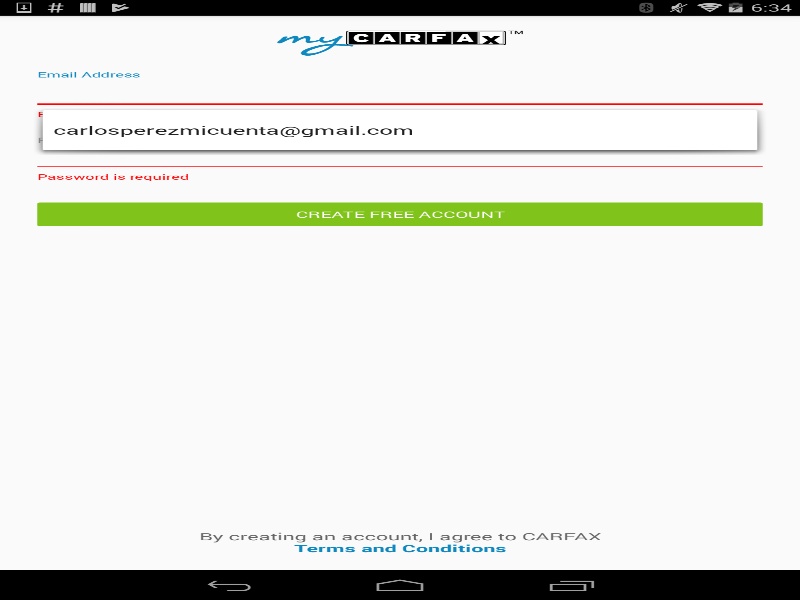 6:34
my CARFAX™
Email Address
carlosperezmicuenta@gmail.com
Password is required
CREATE FREE ACCOUNT
By creating an account, I agree to CARFAX
Terms and Conditions